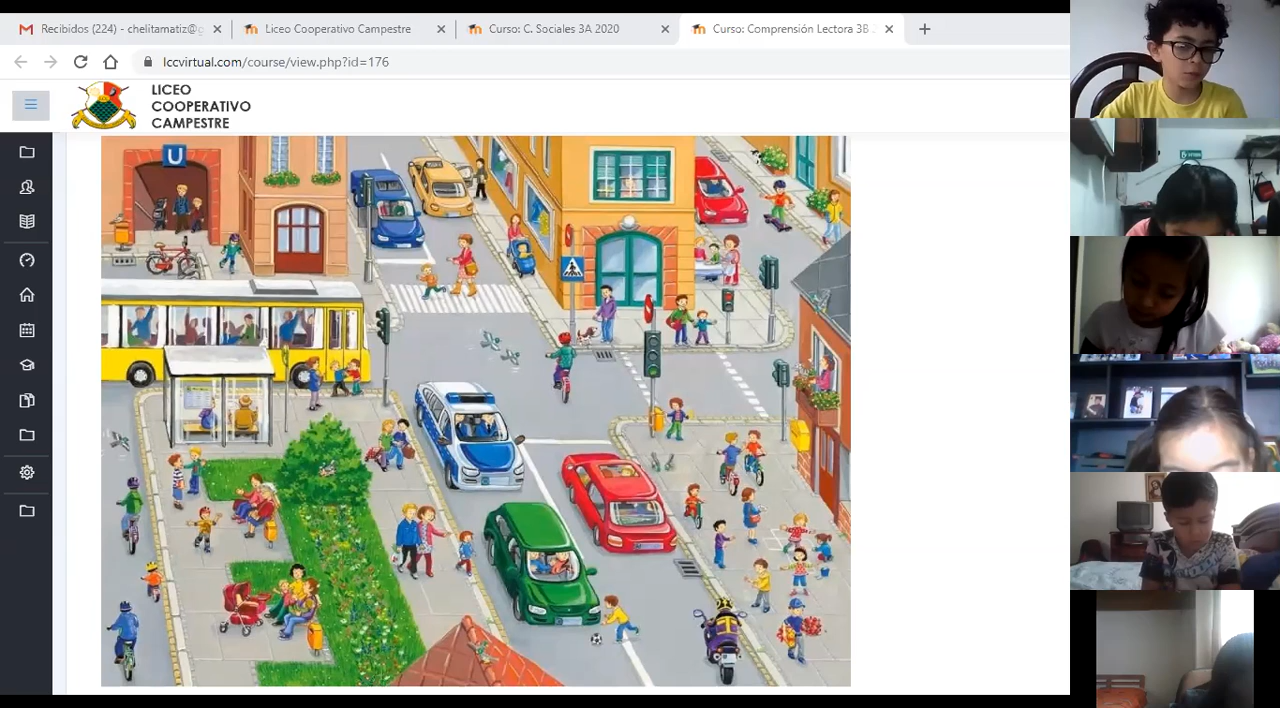 Recibidos (224) - chelitamatiz@g
Liceo Cooperativo Campestre
Curso: C. Sociales 3A 2020
Curso: Comprensión Lectora 3B
lccvirtual.com/course/view.php?id=176
LICEO
COOPERATIVO
CAMPESTRE
U